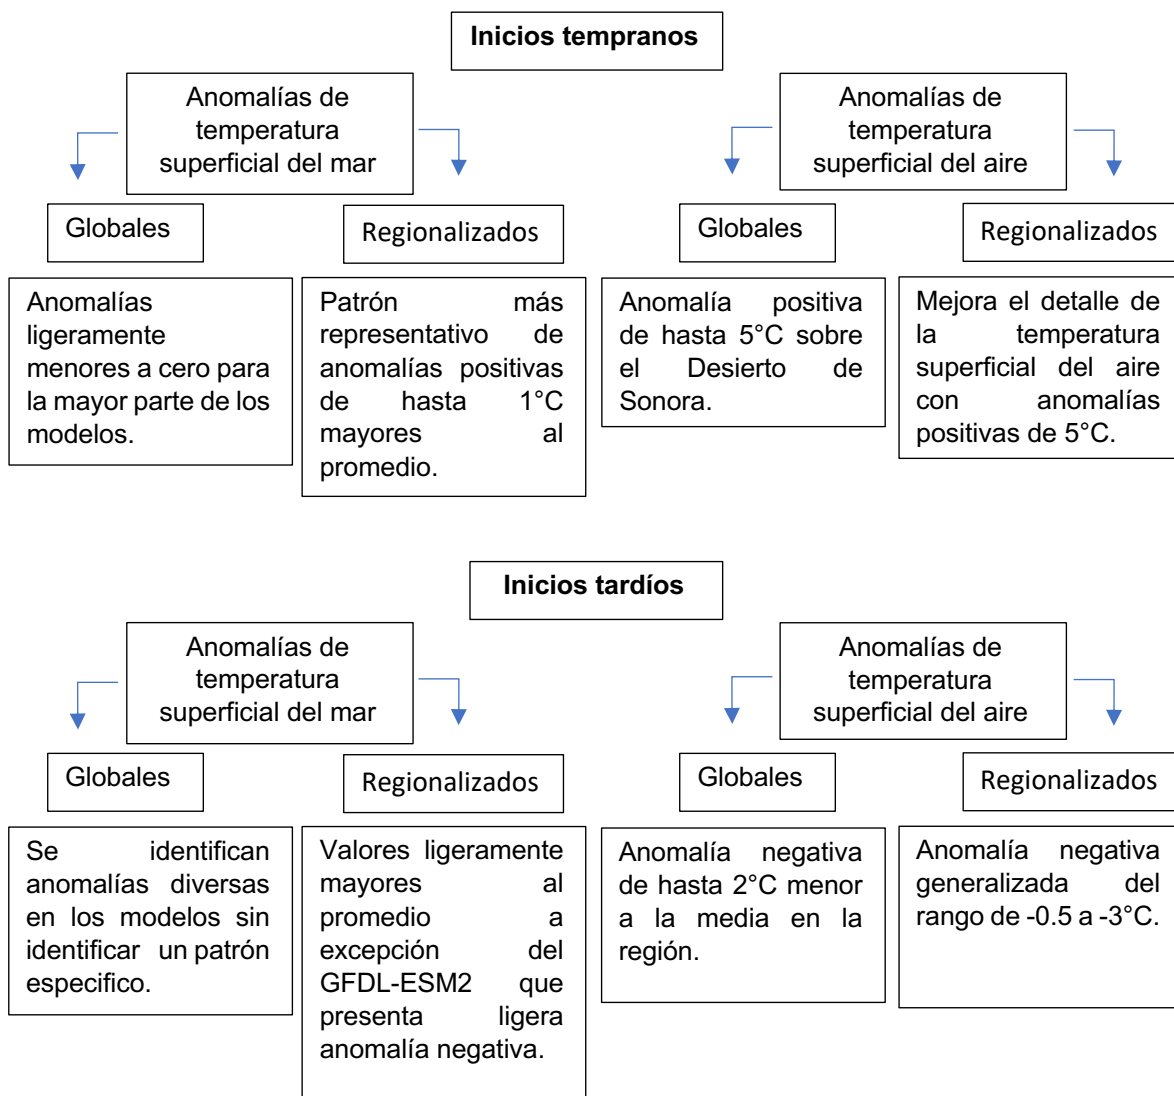 Inicios tempranos
Anomalías de
temperatura
superficial del mar
Anomalías de
temperatura
superficial del aire
Globales
Regionalizados
Globales
Regionalizados
Anomalías
ligeramente
menores a cero para
la mayor parte de los
modelos.
Patrón más
representativo de
anomalías positivas
de hasta 1°C
mayores al
promedio.
Anomalía positiva
de hasta 5°C sobre
el Desierto de
Sonora.
Mejora el detalle de
la temperatura
superficial del aire
con anomalías
positivas de 5°C.
Inicios tardíos
Anomalías de
temperatura
superficial del mar
Anomalías de
temperatura
superficial del aire
Globales
Regionalizados
Globales
Regionalizados
Se identifican
anomalías diversas
en los modelos sin
identificar un patrón
especifico.
Valores ligeramente
mayores al
promedio a
excepción del
GFDL-ESM2 que
presenta ligera
anomalía negativa.
Anomalía negativa
de hasta 2°C menor
a la media en la
región.
Anomalía negativa
generalizada del
rango de -0.5 a -3°C.